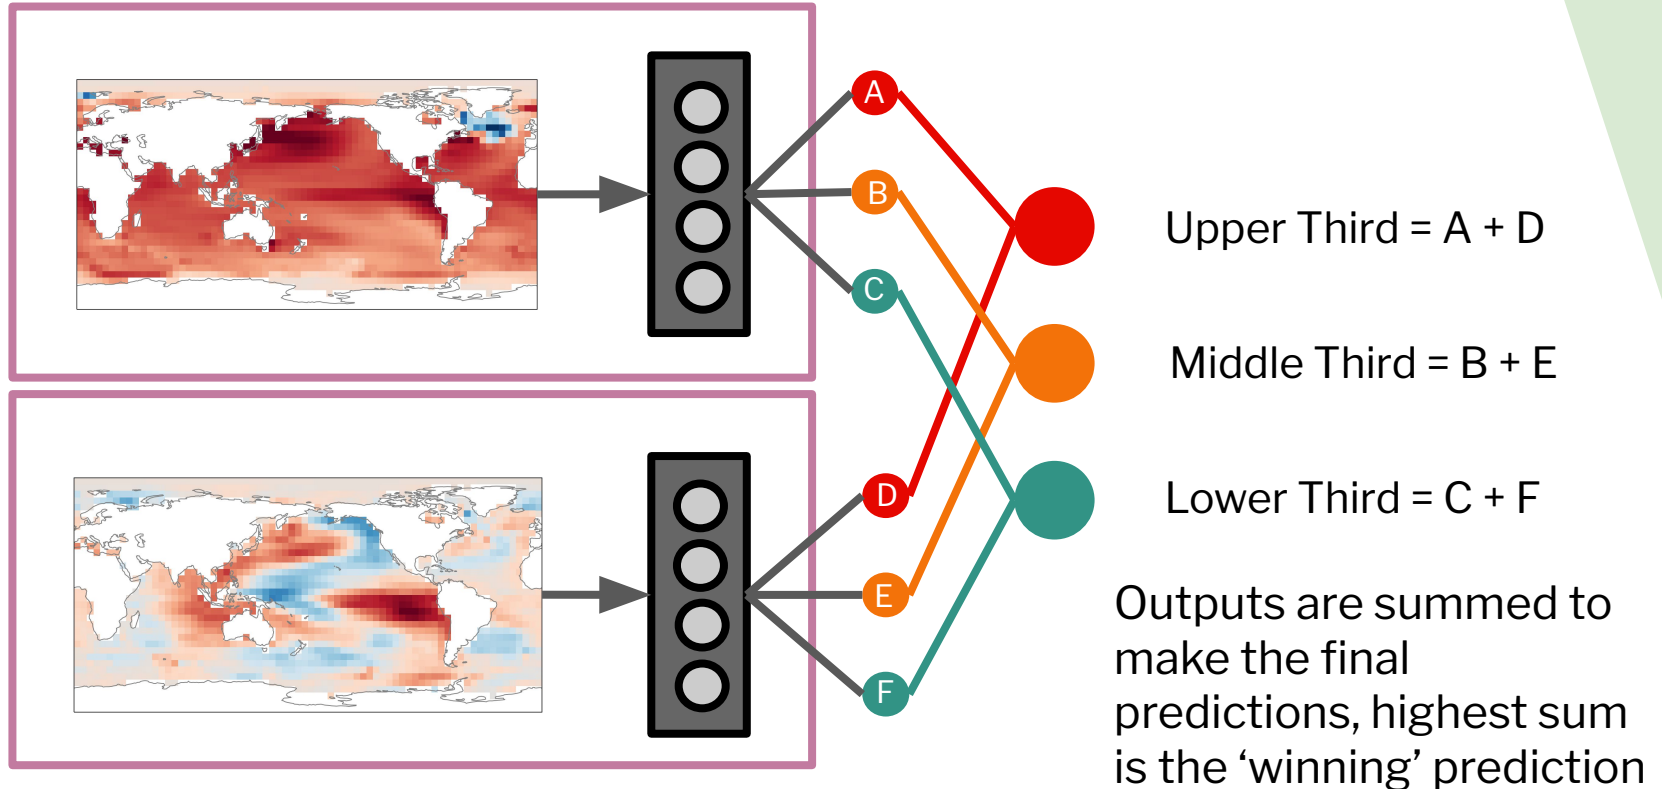 A
B
C
D
E
F
Upper Third = A + D
Middle Third = B + E
Lower Third = C + F
Outputs are summed to
make the final
predictions, highest sum
is the ‘winning’ prediction